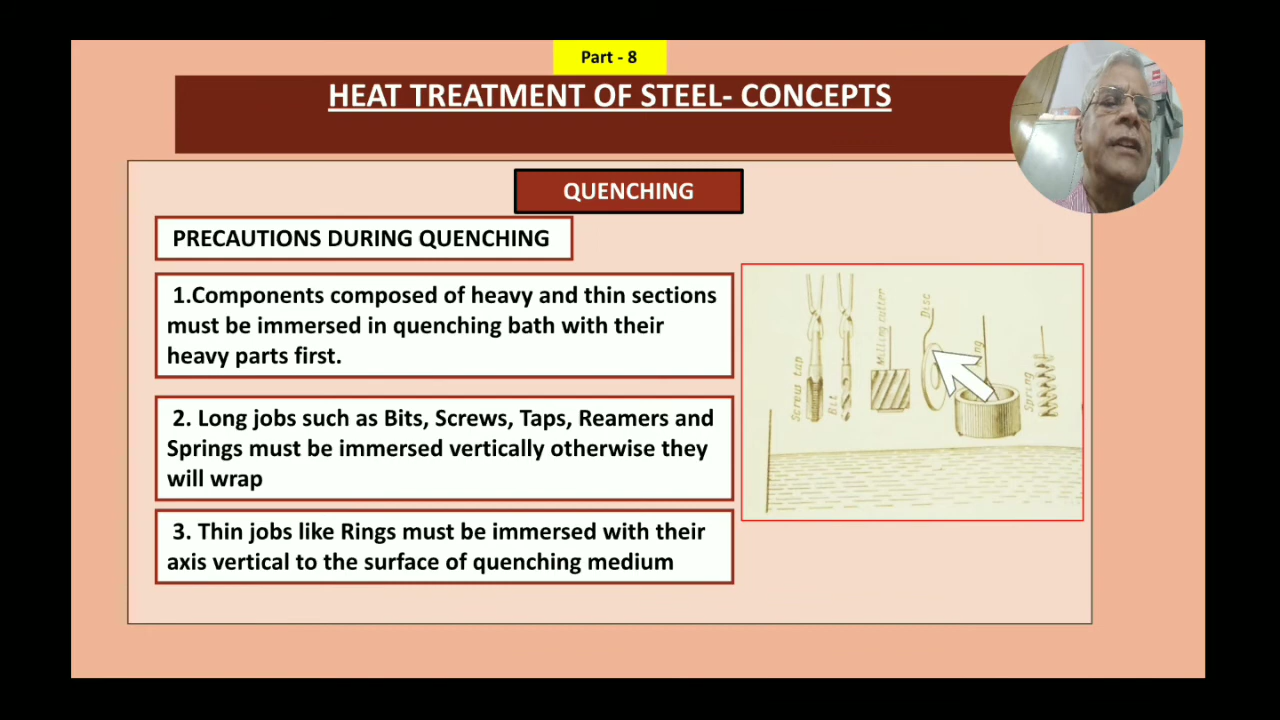 Part - 8
HEAT TREATMENT OF STEEL- CONCEPTS
QUENCHING
PRECAUTIONS DURING QUENCHING
1.Components composed of heavy and thin sections
must be immersed in quenching bath with their
heavy parts first.
2. Long jobs such as Bits, Screws, Taps, Reamers and
Springs must be immersed vertically otherwise they
will wrap
3. Thin jobs like Rings must be immersed with their
axis vertical to the surface of quenching medium
Screw tap
Bit
Milling cutter
Disc
Spring